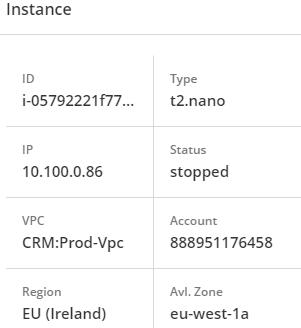 Instance
ID
i-05792221f77...
Type
t2.nano
IP
10.100.0.86
Status
stopped
VPC
CRM:Prod-Vpc
Account
888951176458
Region
EU (Ireland)
Avl. Zone
eu-west-1a